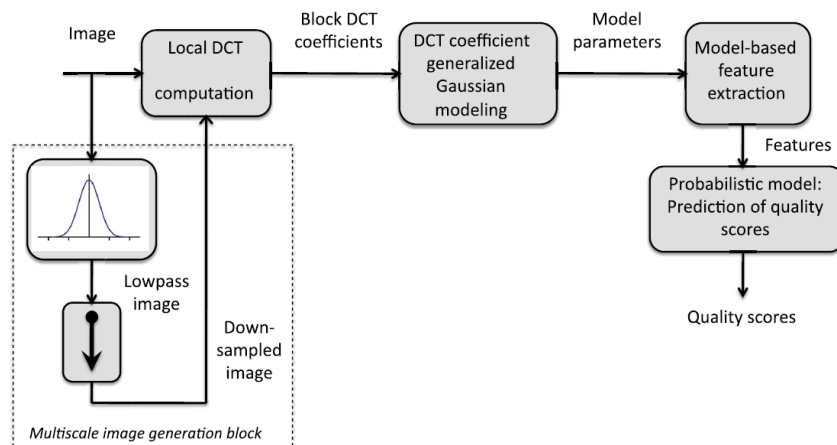 Image
Local DCT
computation
Block DCT
coefficients
DCT coefficient
generalized
Gaussian
modeling
Model
parameters
Model-based
feature
extraction
Features
Probabilistic model:
Prediction of quality
scores
Quality scores
Lowpass
image
Down-
sampled
image
Multiscale image generation block